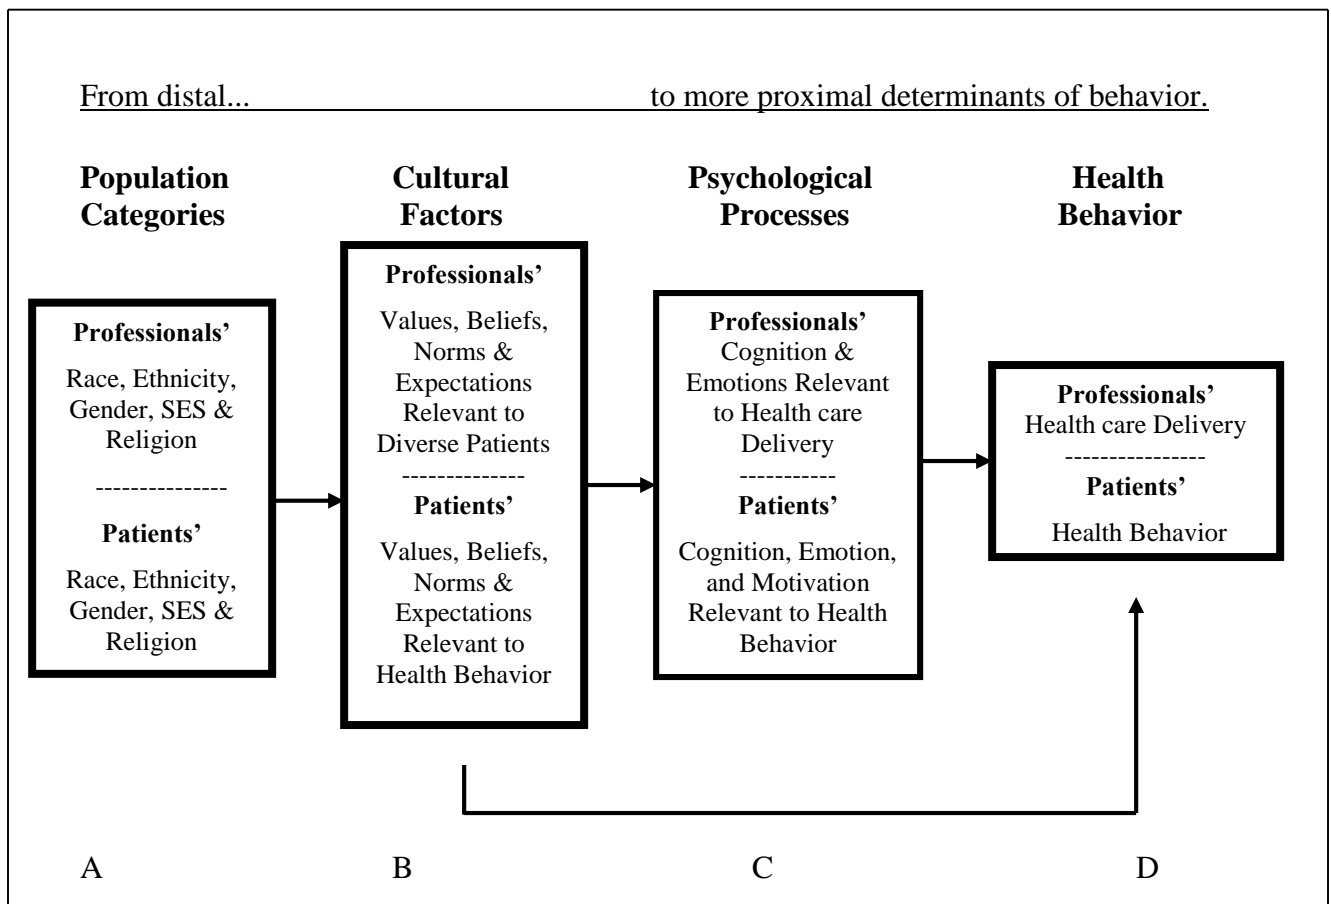 From distal... to more proximal determinants of behavior.
Population
Categories
Cultural
Factors
Psychological
Processes
Health
Behavior
Professionals’
Race, Ethnicity,
Gender, SES &
Religion
---------------
Patients’
Race, Ethnicity,
Gender, SES &
Religion
Professionals’
Values, Beliefs,
Norms &
Expectations
Relevant to
Diverse Patients
--------------
Patients’
Values, Beliefs,
Norms &
Expectations
Relevant to
Health Behavior
Professionals’
Cognition &
Emotions Relevant
to Health care
Delivery
-----------
Patients’
Cognition, Emotion,
and Motivation
Relevant to Health
Behavior
Professionals’
Health care Delivery
----------------
Patients’
Health Behavior
A B C D